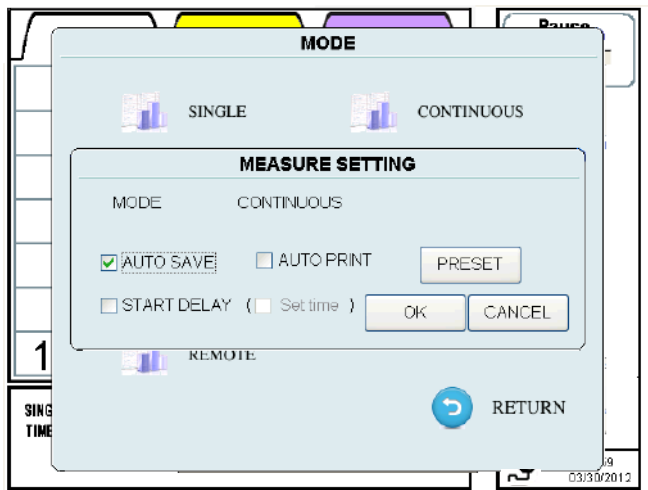 Pause
MODE
SINGLE CONTINUOUS
MEASURE SETTING
MODE CONTINUOUS
AUTO SAVE AUTO PRINT PRESET
START DELAY ( Set time ) OK CANCEL
1
REMOTE
RETURN
SING
TIME
03/30/2012